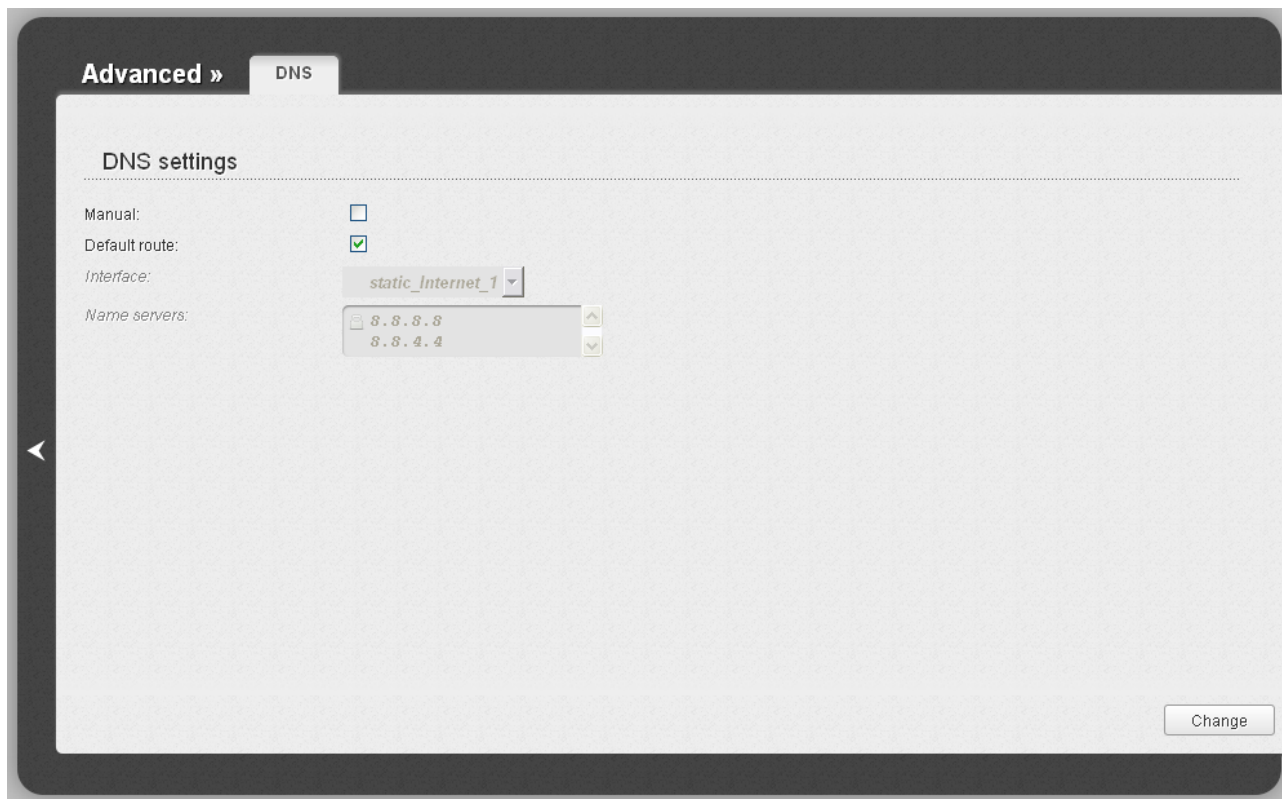 Advanced » DNS
DNS settings
Manual:
Default route:
Interface: static_Internet_1
Name servers: 8.8.8.8
8.8.4.4
Change